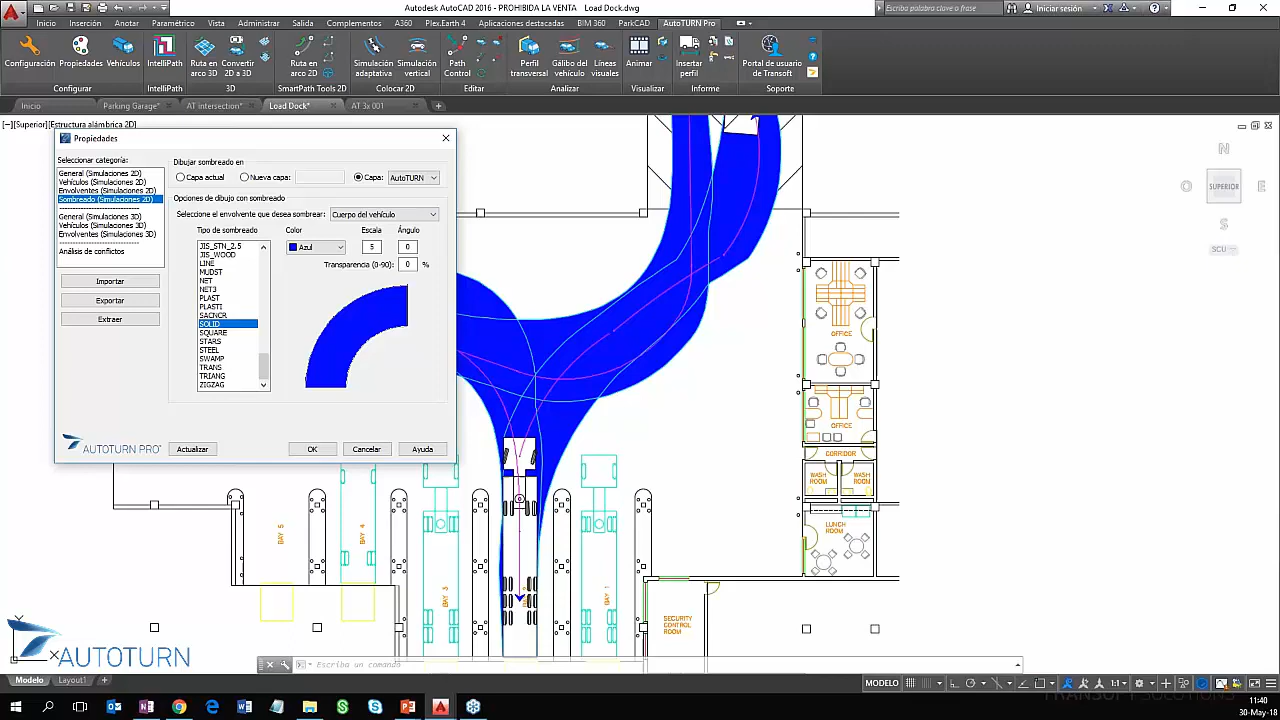 Autodesk AutoCAD 2016 - PROHIBIDA LA VENTA Load Dock.dwg
Escriba palabra clave o frase
Iniciar sesión
Inicio Inserción Anotar Paramétrico Vista Administrar Salida Complementos A360 Plex.Earth 4 Aplicaciones destacadas BIM 360 ParkCAD AutoTURN Pro
Configuración Propiedades Vehículos
IntelliPath
Ruta en arco 3D
Convertir 2D a 3D
Ruta en arco 2D
Simulación adaptativa
Simulación vertical
Path Control
Perfil transversal
Gálibo del vehículo
Líneas visuales
Animar
Insertar perfil
Portal de usuario de Transoft
Configurar IntelliPath 3D SmartPath Tools 2D Colocar 2D Editar Analizar Visualizar Informe Soporte
Inicio Parking Garage* AT intersection* Load Dock* AT 3x 001
[−][Superior][Estructura alámbrica 2D]
Propiedades
Seleccionar categoría:
General (Simulaciones 2D)
Vehículos (Simulaciones 2D)
Envolventes (Simulaciones 2D)
Sombreado (Simulaciones 2D)
General (Simulaciones 3D)
Vehículos (Simulaciones 3D)
Envolventes (Simulaciones 3D)
Análisis de conflictos
Importar
Exportar
Extraer
Dibujar sombreado en
Capa actual Nueva capa: Capa: AutoTURN
Opciones de dibujo con sombreado
Seleccione el envolvente que desea sombrear: Cuerpo del vehículo
Tipo de sombreado Color Escala Ángulo
Azul 5 0
Transparencia (0-90): 0 %
JIS_STN_2.5
JIS_WOOD
LINE
MUDST
NET
NET3
PLAST
PLASTI
SACNCR
SOLID
SQUARE
STARS
STEEL
SWAMP
TRANS
TRIANG
ZIGZAG
AUTOTURN PRO
Actualizar OK Cancelar Ayuda
N
O SUPERIOR E
S
SCU
OFFICE
OFFICE
CORRIDOR
WASH ROOM
WASH ROOM
LUNCH ROOM
SECURITY CONTROL ROOM
BAY 5
BAY 4
BAY 3
BAY 1
AUTOTURN
Escriba un comando
Modelo Layout1 +
MODELO 1:1
TRANSOFT SOLUTIONS
11:40
30-May-18